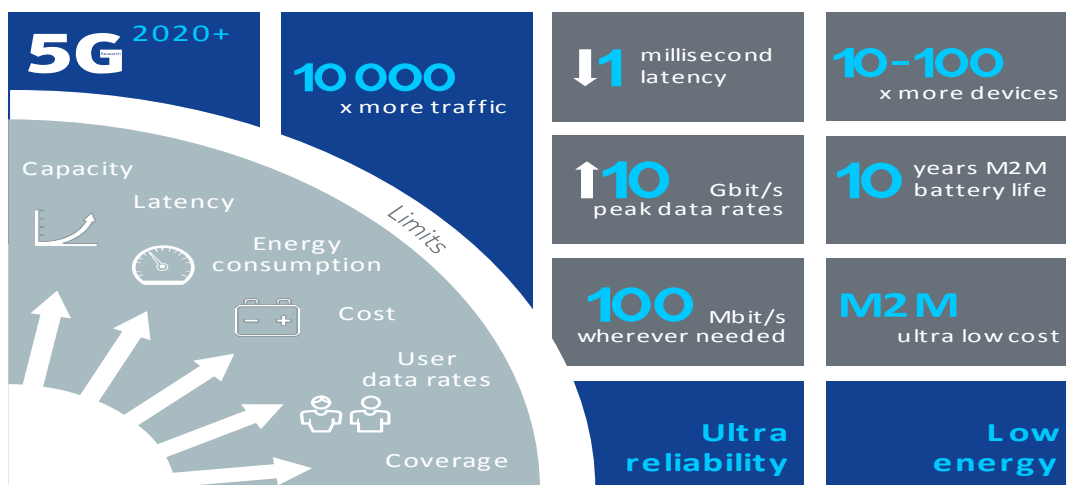 5G
Research
2020+
10 000
x more traffic
1 millisecond
latency
10-100
x more devices
10 Gbit/s
peak data rates
10 years M2M
battery life
100 Mbit/s
wherever needed
M2M
ultra low cost
Ultra
reliability
Low
energy
Limits
Capacity
Latency
Energy
consumption
Cost
User
data rates
Coverage